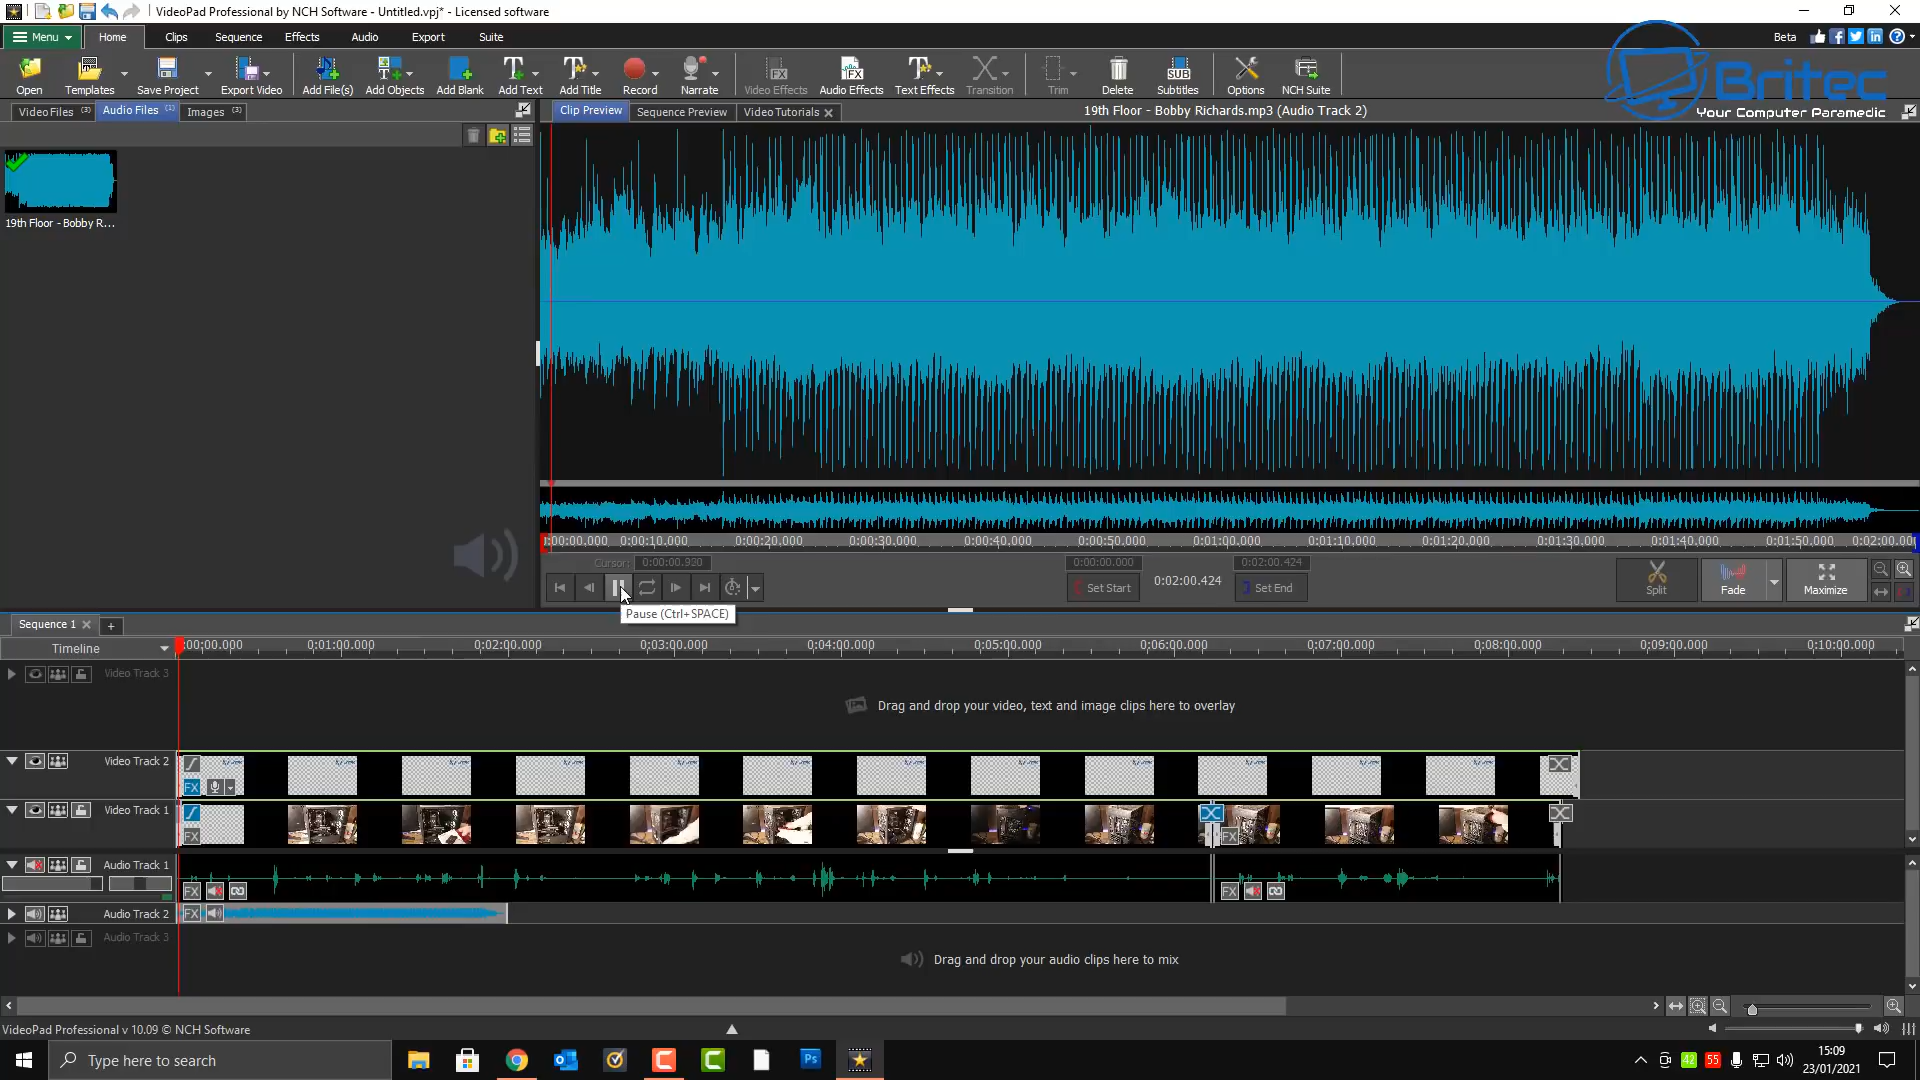 VideoPad Professional by NCH Software - Untitled.vpj* - Licensed software
Menu
Home
Clips
Sequence
Effects
Audio
Export
Suite
Beta
Open
Templates
Save Project
Export Video
Add File(s)
Add Objects
Add Blank
Add Text
Add Title
Record
Narrate
Video Effects
Audio Effects
Text Effects
Transition
Trim
Delete
Subtitles
Options
NCH Suite
Britec
Your Computer Paramedic
Video Files (3)
Audio Files (1)
Images (3)
Clip Preview
Sequence Preview
Video Tutorials
19th Floor - Bobby Richards.mp3 (Audio Track 2)
19th Floor - Bobby R...
0:00:10,000
0:00:20,000
0:00:30,000
0:00:40,000
0:00:50,000
0:01:00,000
0:01:10,000
0:01:20,000
0:01:30,000
0:01:40,000
0:01:50,000
Cursor:
0:00:00.920
0:00:00.000
0:02:00.424
Set Start
0:02:00.424
Set End
Split
Fade
Maximize
Pause (Ctrl+SPACE)
Sequence 1
Timeline
0:01:00.000
0:02:00.000
0:03:00.000
0:04:00.000
0:05:00.000
0:06:00.000
0:07:00.000
0:08:00.000
0:09:00.000
0:10:00.000
Video Track 3
Drag and drop your video, text and image clips here to overlay
Video Track 2
FX
Video Track 1
FX
FX
Audio Track 1
FX
FX
Audio Track 2
FX
Audio Track 3
Drag and drop your audio clips here to mix
VideoPad Professional v 10.09 © NCH Software
Type here to search
Ps
42
55
15:09
23/01/2021